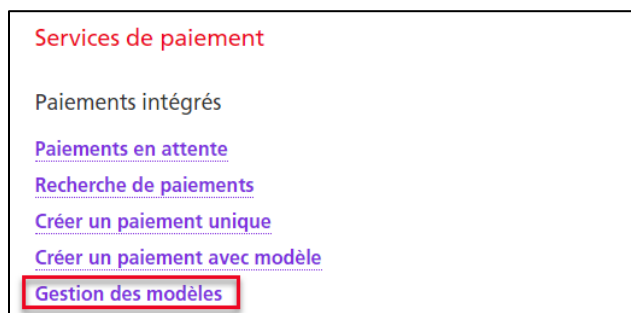 Services de paiement
Paiements intégrés
Paiements en attente
Recherche de paiements
Créer un paiement unique
Créer un paiement avec modèle
Gestion des modèles